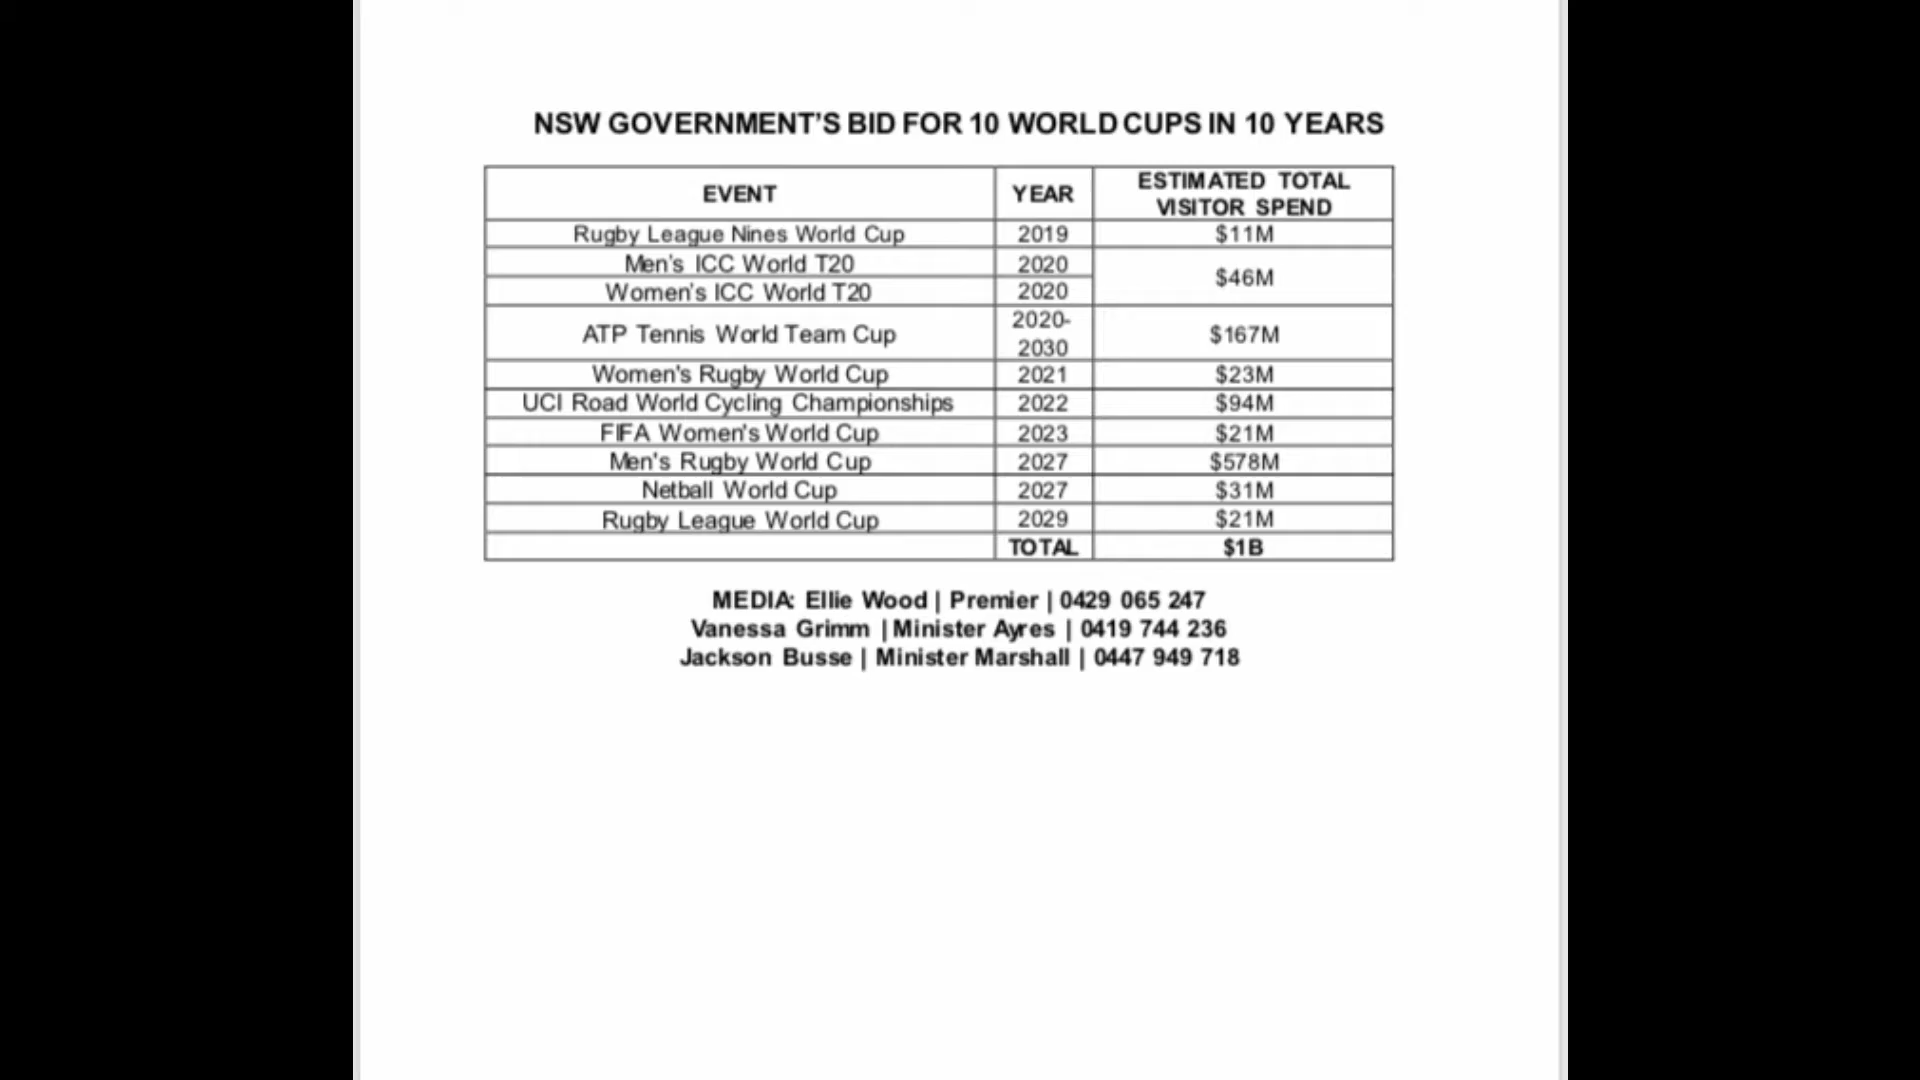 NSW GOVERNMENT'S BID FOR 10 WORLD CUPS IN 10 YEARS
EVENT YEAR ESTIMATED TOTAL
VISITOR SPEND
Rugby League Nines World Cup 2019 $11M
Men's ICC World T20 2020 $46M
Women's ICC World T20 2020
ATP Tennis World Team Cup 2020-
2030 $167M
Women's Rugby World Cup 2021 $23M
UCI Road World Cycling Championships 2022 $94M
FIFA Women's World Cup 2023 $21M
Men's Rugby World Cup 2027 $578M
Netball World Cup 2027 $31M
Rugby League World Cup 2029 $21M
TOTAL $1B
MEDIA: Ellie Wood | Premier | 0429 065 247
Vanessa Grimm | Minister Ayres | 0419 744 236
Jackson Busse | Minister Marshall | 0447 949 718